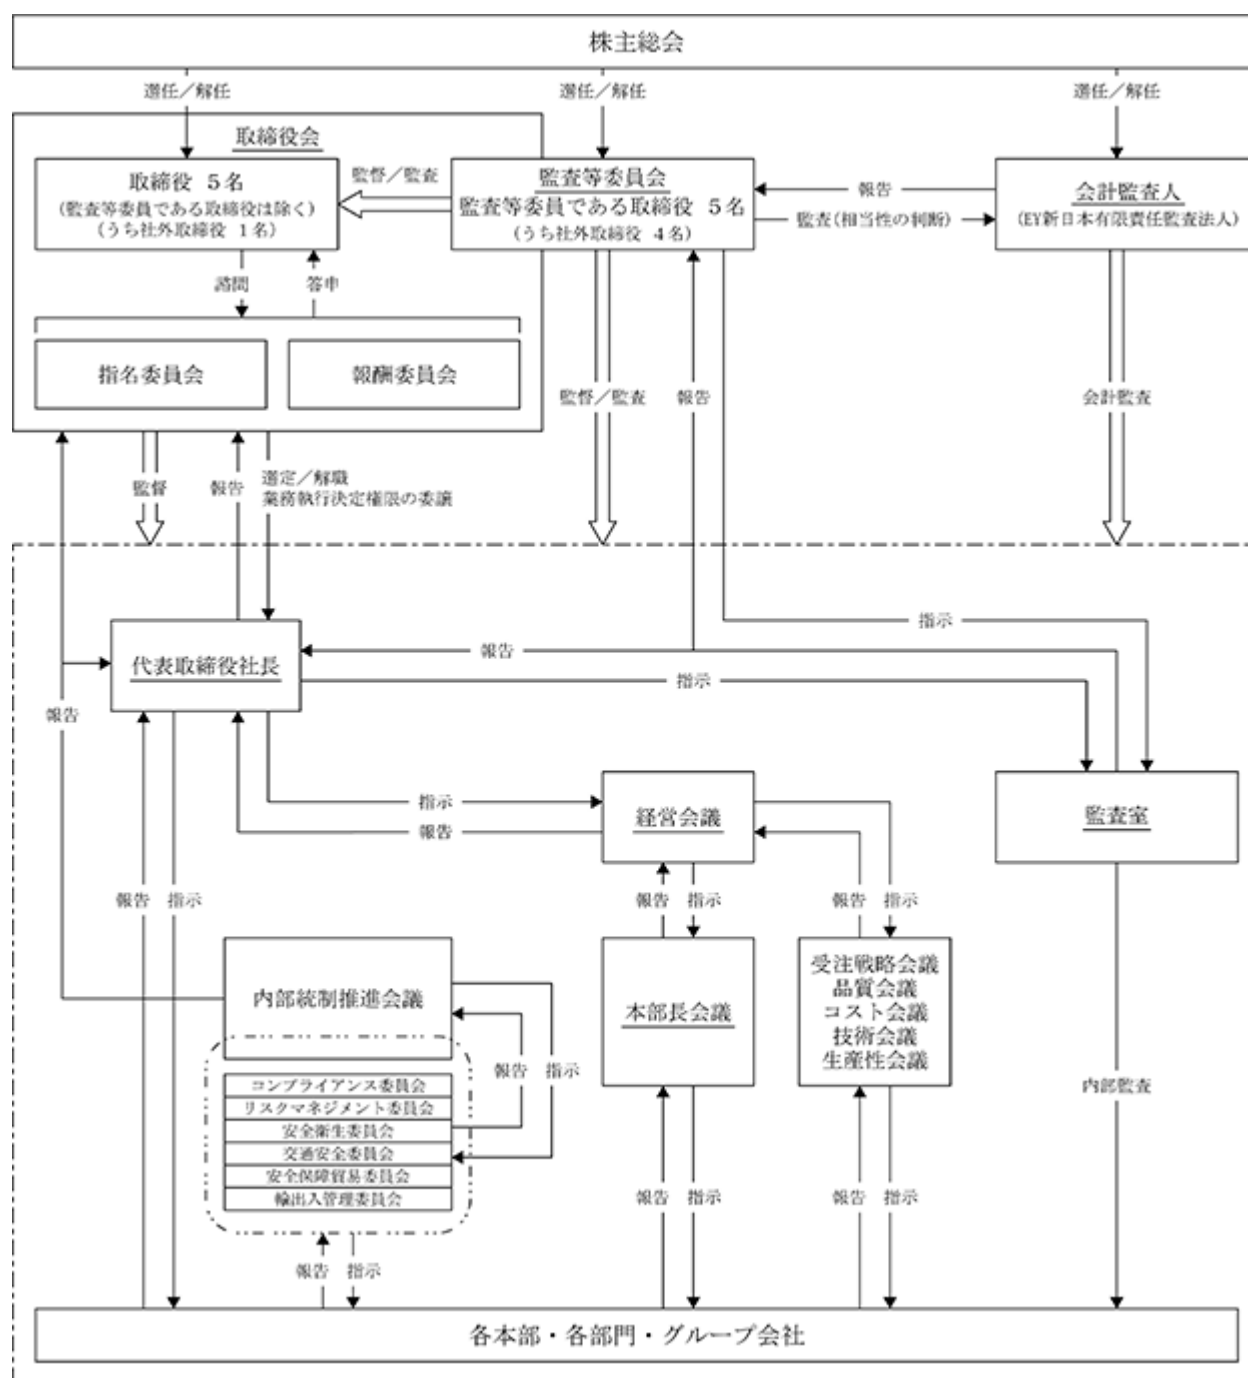 株主総会
選任／解任
選任／解任
選任／解任
取締役会
取締役 5名
(監査等委員である取締役は除く)
(うち社外取締役 1名)
監督／監査
監査等委員会
監査等委員である取締役 5名
(うち社外取締役 4名)
報告
監査(相当性の判断)
会計監査人
(EY新日本有限責任監査法人)
諮問
答申
指名委員会
報酬委員会
監督／監査
報告
会計監査
監督
報告
選定／解職
業務執行決定権限の委譲
指示
報告
代表取締役社長
指示
報告
指示
報告
経営会議
監査室
報告
指示
報告
指示
報告
指示
内部統制推進会議
本部長会議
受注戦略会議
品質会議
コスト会議
技術会議
生産性会議
報告
指示
コンプライアンス委員会
リスクマネジメント委員会
安全衛生委員会
交通安全委員会
安全保障貿易委員会
輸出入管理委員会
内部監査
報告
指示
報告
指示
報告
指示
各本部・各部門・グループ会社